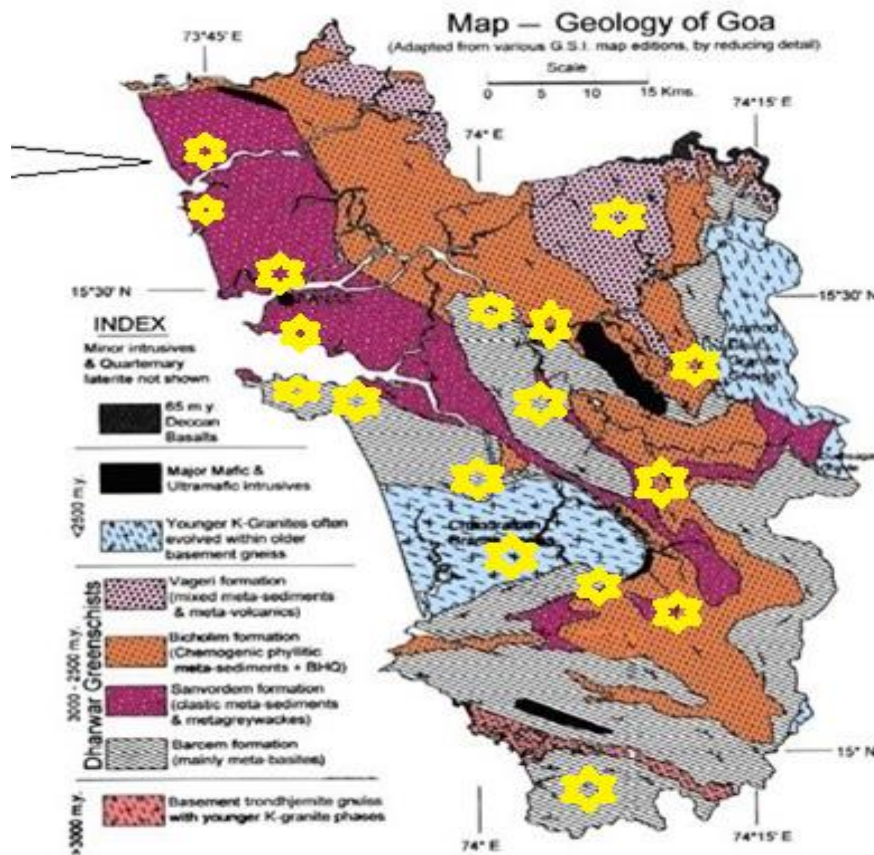 Map — Geology of Goa
(Adapted from various G.S.I. map editions, by reducing detail)
Scale
0 5 10 15 Kms.
73°45' E
74° E
74°15' E
15°30' N
15°30' N
INDEX
Minor intrusives
& Quaternary
laterite not shown
65 m y
Deccan
Basalts
<2500 m.y.
Major Mafic &
Ultramafic intrusives
Younger K-Granites often
evolved within older
basement gneiss
3000 - 2500 m.y.
Dharwar Greenschists
Vageri formation
(mixed meta-sediments
& meta-volcanics)
Bicholim formation
(Chemogenic phyllitic
meta-sediments + BHQ)
Sanvordem formation
(clastic meta-sediments
& metagreywackes)
Barcem formation
(mainly meta-basites)
>3000 m.y.
Basement trondhjemite gnuiss
with younger K-granite phases
15° N
74° E
74°15' E